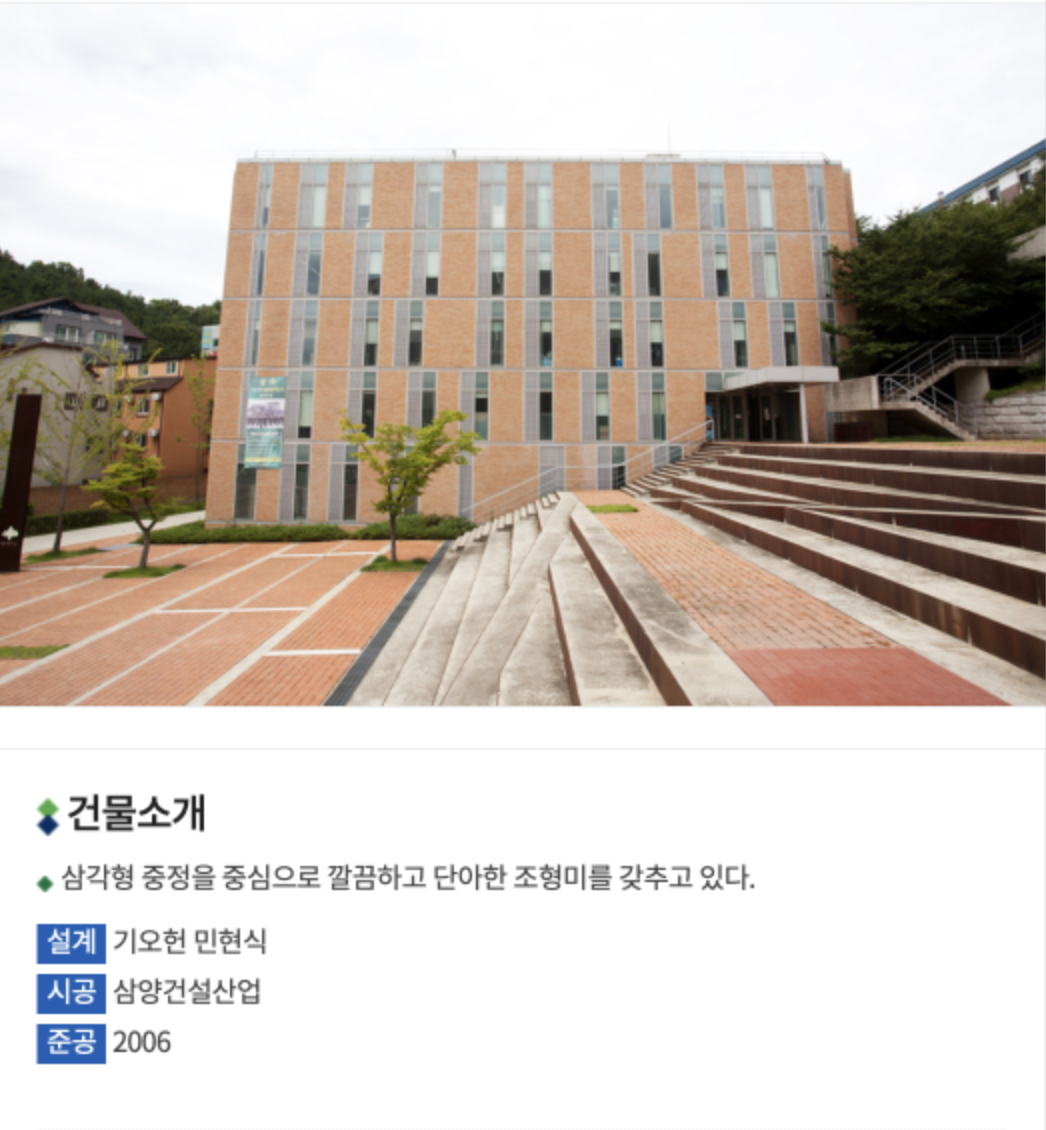 건물소개
삼각형 중정을 중심으로 깔끔하고 단아한 조형미를 갖추고 있다.
설계 기오헌 민현식
시공 삼양건설산업
준공 2006